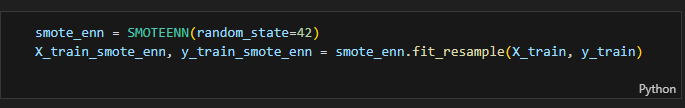 smote_enn = SMOTEENN(random_state=42)
X_train_smote_enn, y_train_smote_enn = smote_enn.fit_resample(X_train, y_train)
Python